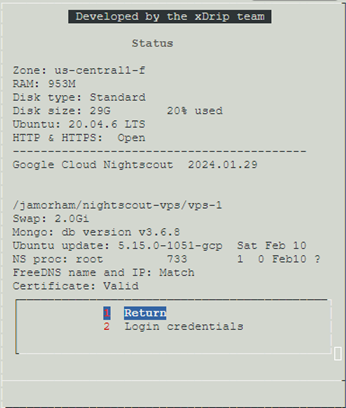 Developed by the xDrip team
Status
Zone: us-central1-f
RAM: 953M
Disk type: Standard
Disk size: 29G 20% used
Ubuntu: 20.04.6 LTS
HTTP & HTTPS: Open
------------------------------------------
Google Cloud Nightscout 2024.01.29
/jamorham/nightscout-vps/vps-1
Swap: 2.0Gi
Mongo: db version v3.6.8
Ubuntu update: 5.15.0-1051-gcp Sat Feb 10
NS proc: root 733 1 0 Feb10 ?
FreeDNS name and IP: Match
Certificate: Valid
1 Return
2 Login credentials